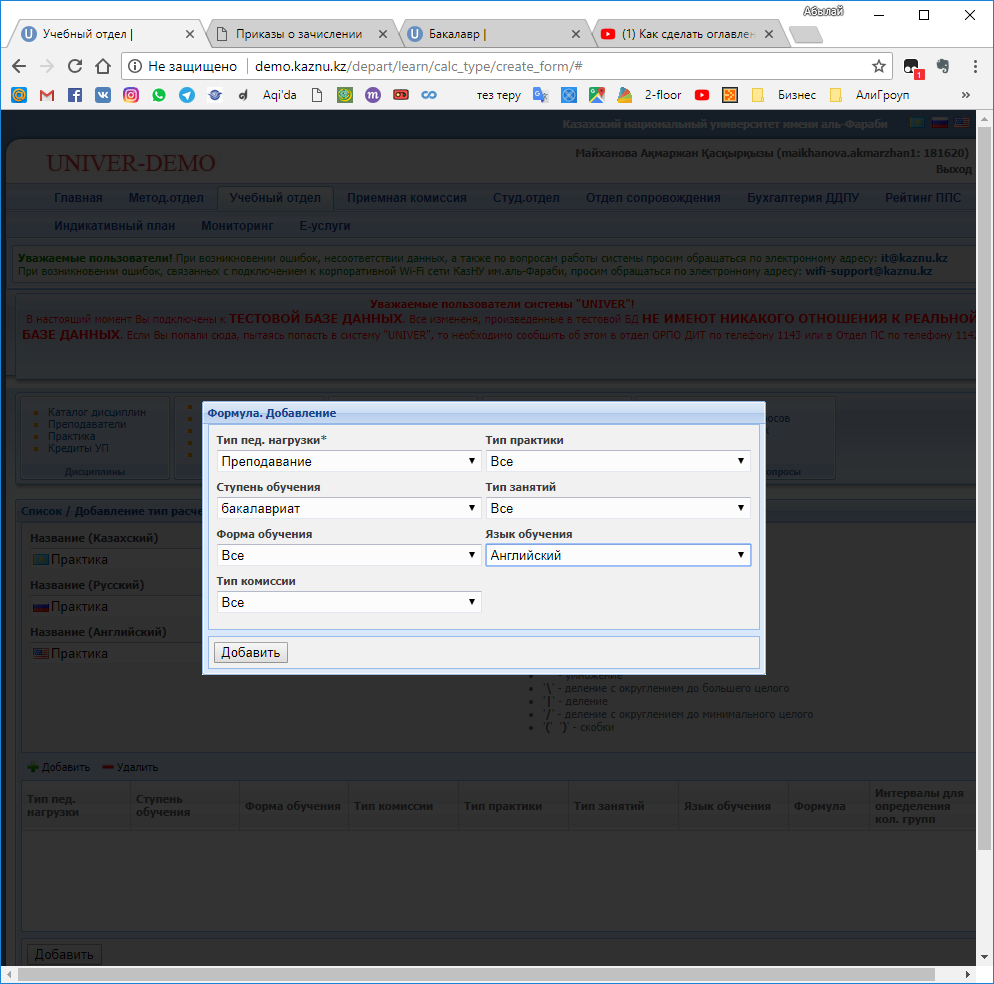 Абылай
Учебный отдел |
Приказы о зачислении
Бакалавр |
(1) Как сделать оглавлен
Не защищено
demo.kaznu.kz/depart/learn/calc_type/create_form/#
1
Aqi'da
тез теру
2-floor
Бизнес
АлиГроуп
»
Казахский национальный университет имени аль-Фараби
UNIVER-DEMO
Майханова Ақмаржан Қасқырқызы (maikhanova.akmarzhan1: 181620)
Выход
Главная
Метод.отдел
Учебный отдел
Приемная комиссия
Студ.отдел
Отдел сопровождения
Бухгалтерия ДДПУ
Рейтинг ППС
Индикативный план
Мониторинг
Е-услуги
Уважаемые пользователи! При возникновении ошибок, несоответствии данных, а также по вопросам работы системы просим обращаться по электронному адресу: it@kaznu.kz
При возникновении ошибок, связанных с подключением к корпоративной Wi-Fi сети КазНУ им.аль-Фараби, просим обращаться по электронному адресу: wifi-support@kaznu.kz
Уважаемые пользователи системы "UNIVER"!
В настоящий момент Вы подключены к ТЕСТОВОЙ БАЗЕ ДАННЫХ. Все изменения, произведенные в тестовой БД НЕ ИМЕЮТ НИКАКОГО ОТНОШЕНИЯ К РЕАЛЬНОЙ
БАЗЕ ДАННЫХ. Если Вы попали сюда, пытаясь попасть в систему "UNIVER", то необходимо сообщить об этом в отдел ОРПО ДИТ по телефону 1143 или в Отдел ПС по телефону 1147
Каталог дисциплин
Преподаватели
Практика
Кредиты УП
Дисциплины
осов
просы
Формула. Добавление
Тип пед. нагрузки*
Тип практики
Преподавание
Все
Ступень обучения
Тип занятий
бакалавриат
Все
Форма обучения
Язык обучения
Все
Английский
Тип комиссии
Все
Добавить
Список / Добавление тип расче
Название (Казахский)
Практика
Название (Русский)
Практика
Название (Английский)
Практика
- умножение
'\' - деление с округлением до большего целого
'|' - деление
'/' - деление с округлением до минимального целого
'(' ')' - скобки
Добавить
Удалить
Тип пед. нагрузки
Ступень обучения
Форма обучения
Тип комиссии
Тип практики
Тип занятий
Язык обучения
Формула
Интервалы для определения кол. групп
Добавить